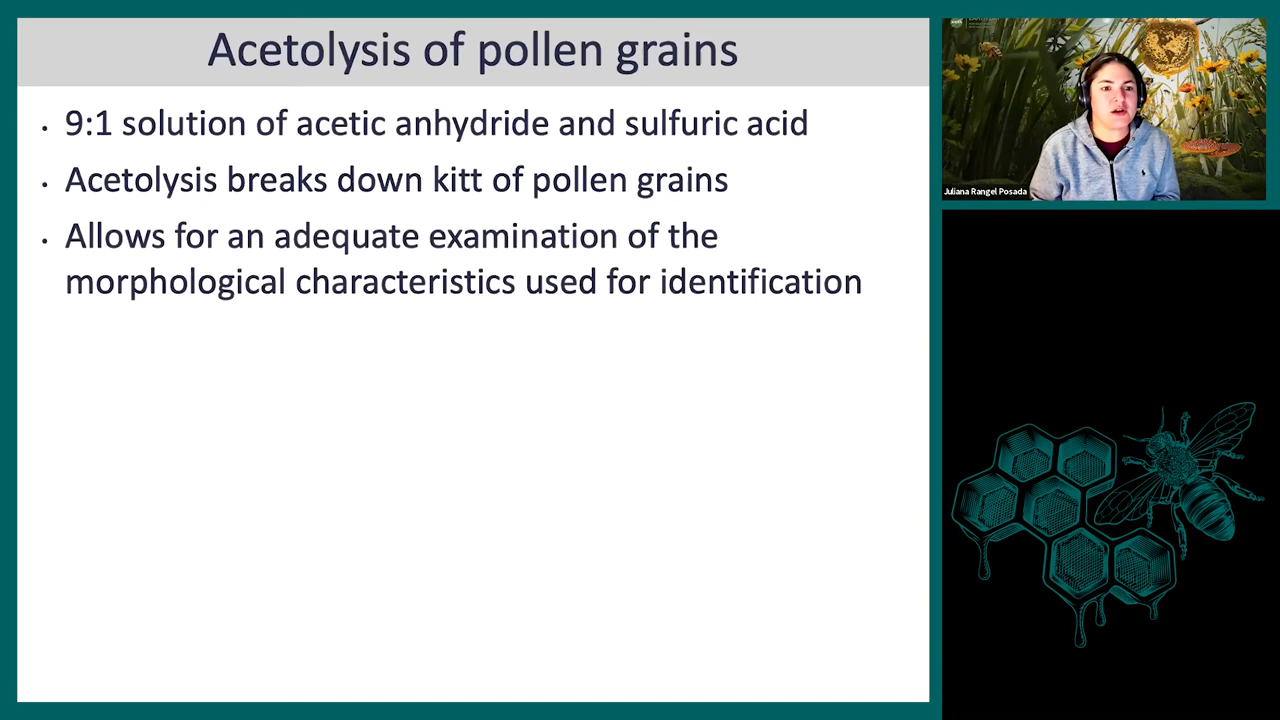 Acetolysis of pollen grains
• 9:1 solution of acetic anhydride and sulfuric acid
• Acetolysis breaks down kitt of pollen grains
• Allows for an adequate examination of the
morphological characteristics used for identification
Juliana Rangel Posada